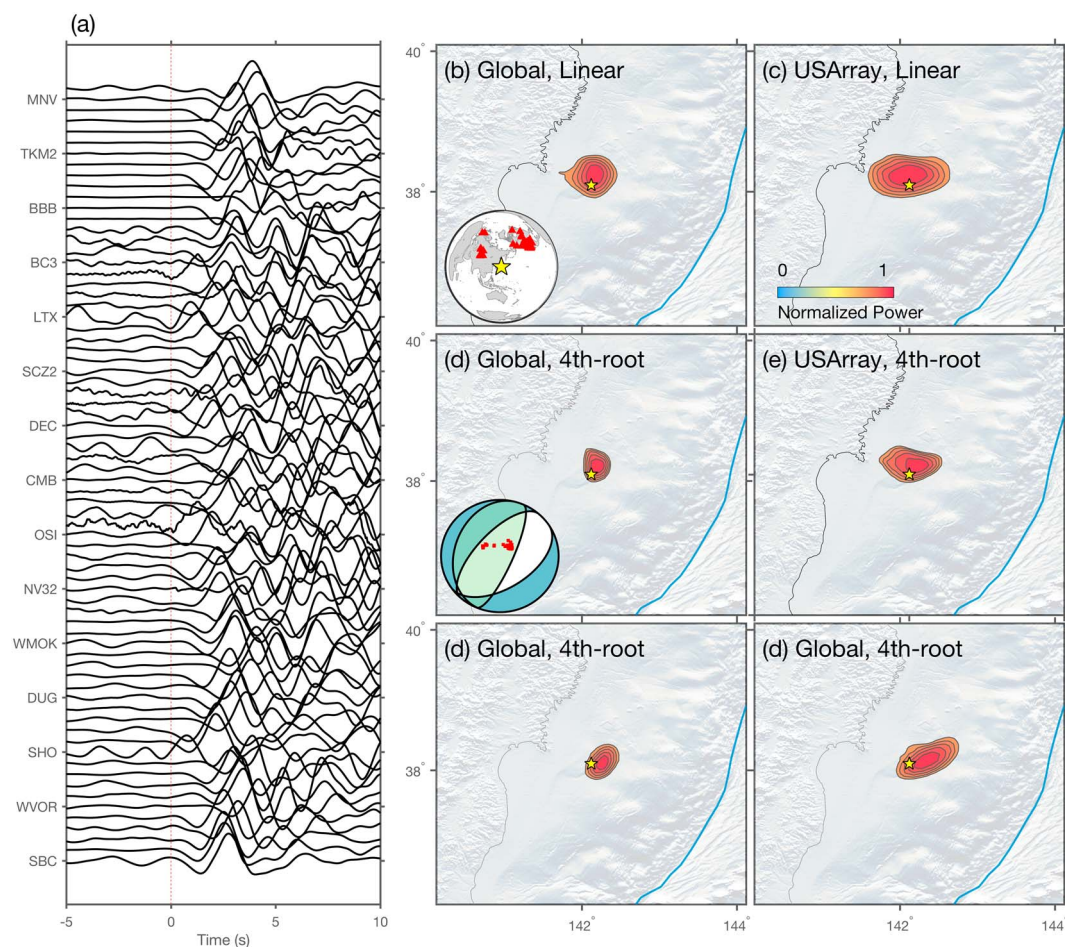 (a)
MNV
TKM2
BBB
BC3
LTX
SCZ2
DEC
CMB
OSI
NV32
WMOK
DUG
SHO
WVOR
SBC
-5 0 5 10
Time (s)
40°
(b) Global, Linear
(c) USArray, Linear
38°
0 1
Normalized Power
40°
(d) Global, 4th-root
(e) USArray, 4th-root
38°
40°
(d) Global, 4th-root
(d) Global, 4th-root
38°
142° 144° 142° 144°